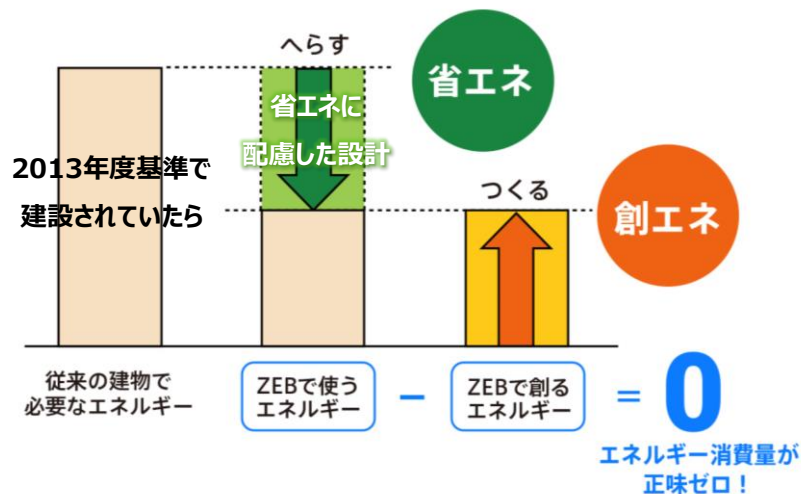 へらす
省エネ
省エネに
配慮した設計
2013年度基準で
建設されていたら
つくる
創エネ
従来の建物で
必要なエネルギー
ZEBで使う
エネルギー
－
ZEBで創る
エネルギー
＝
0
エネルギー消費量が
正味ゼロ！